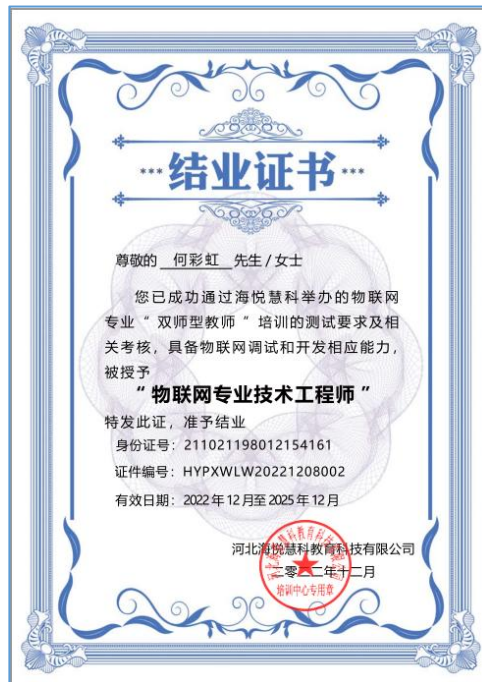 结业证书
尊敬的 何彩虹 先生/女士
您已成功通过海悦慧科举办的物联网
专业“双师型教师”培训的测试要求及相
关考核，具备物联网调试和开发相应能力，
被授予
“物联网专业技术工程师”
特发此证，准予结业
身份证号：211021198012154161
证件编号：HYPXWLW20221208002
有效日期：2022年12月至2025年12月
河北海悦慧科教育科技有限公司
二零二二年十二月
培训中心专用章